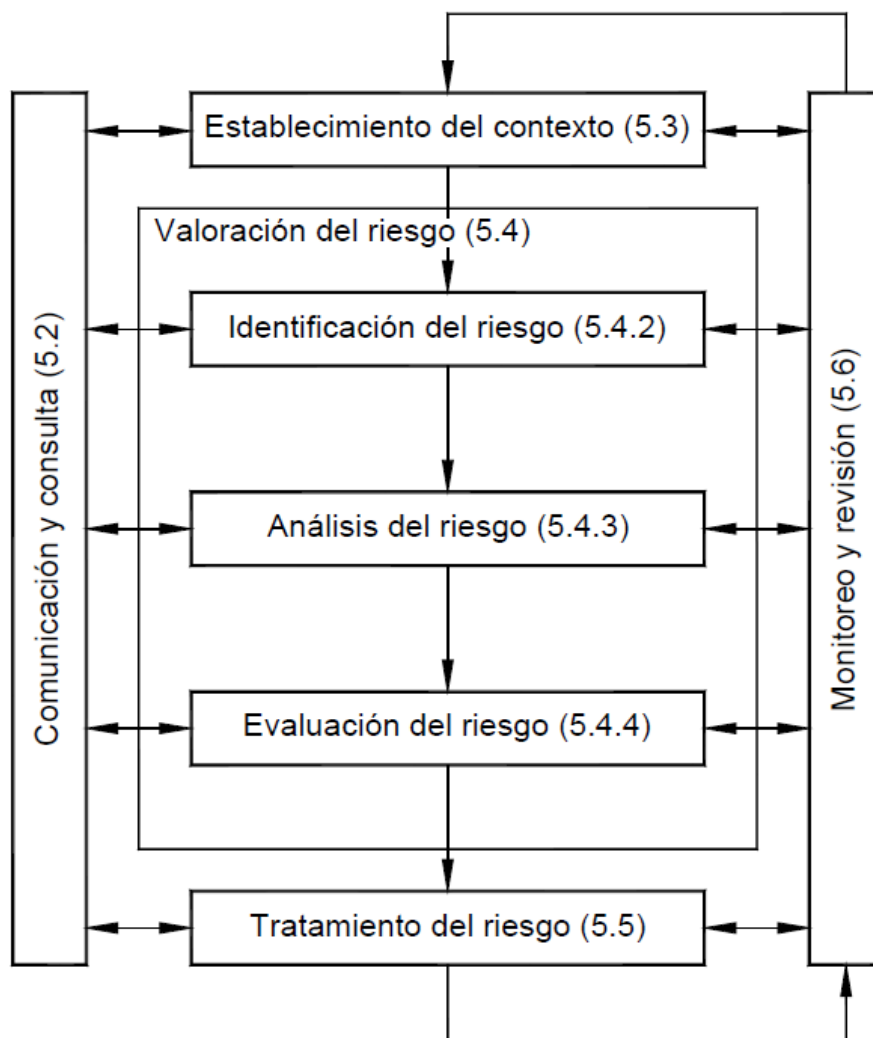 Establecimiento del contexto (5.3)
Valoración del riesgo (5.4)
Identificación del riesgo (5.4.2)
Análisis del riesgo (5.4.3)
Evaluación del riesgo (5.4.4)
Tratamiento del riesgo (5.5)
Comunicación y consulta (5.2)
Monitoreo y revisión (5.6)